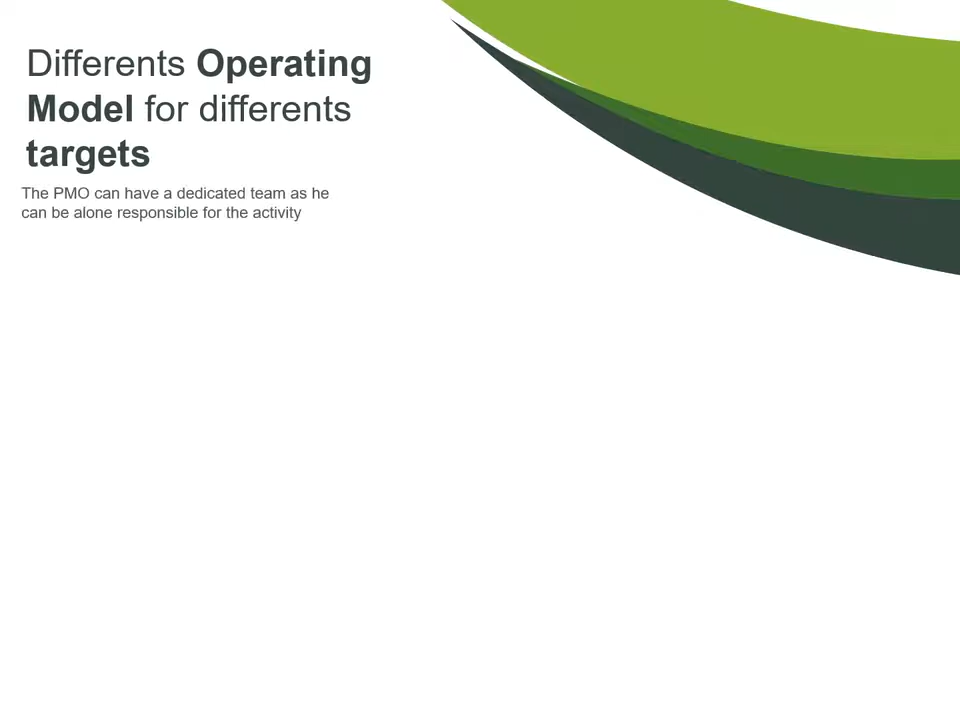 Differents Operating
Model for differents
targets
The PMO can have a dedicated team as he
can be alone responsible for the activity